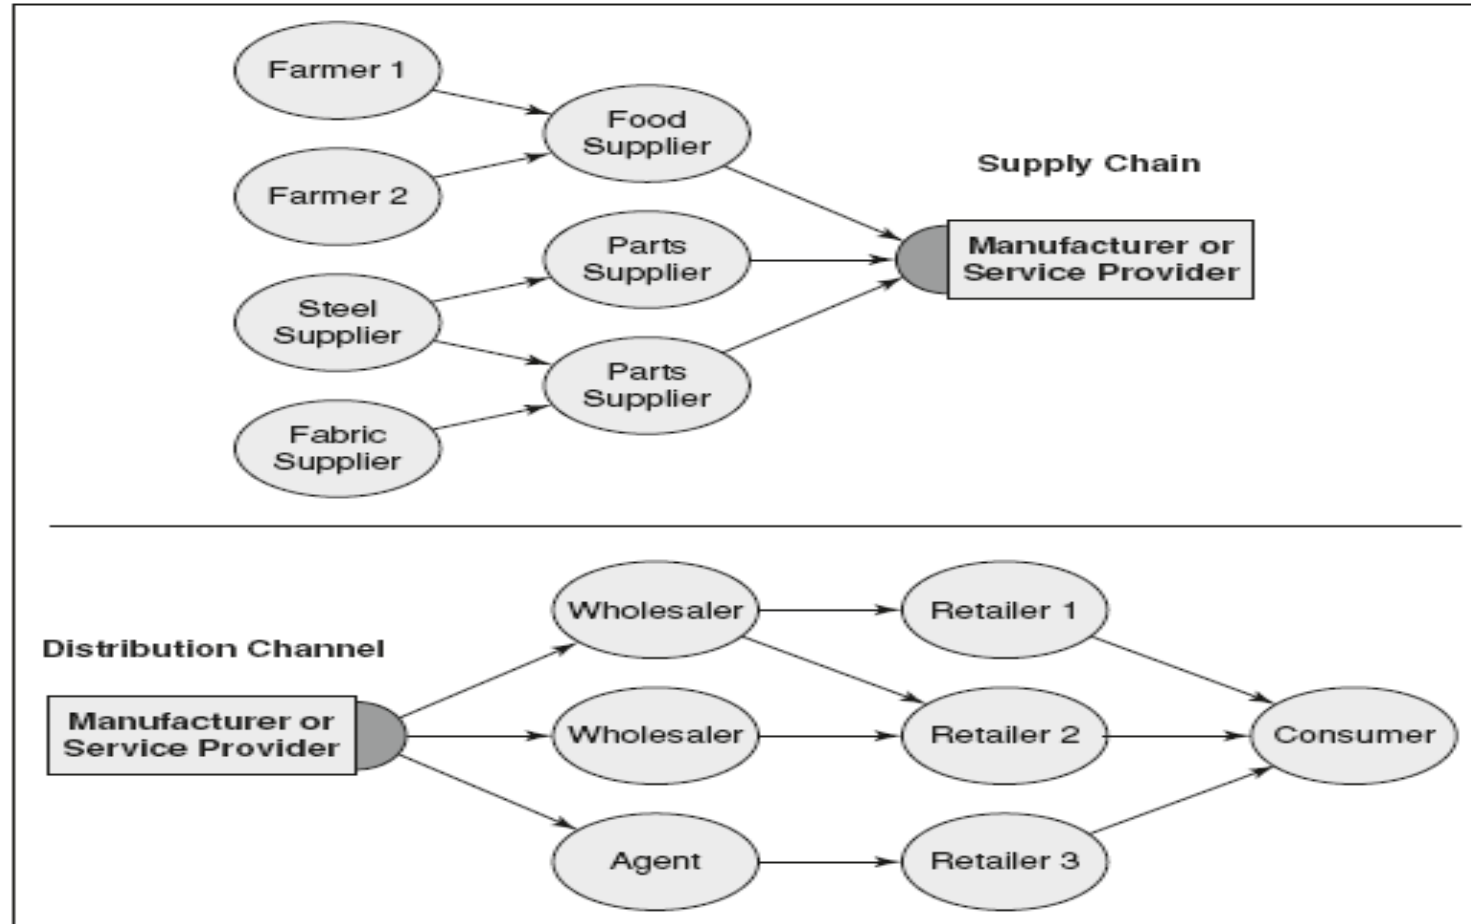 Farmer 1
Food
Supplier
Supply Chain
Farmer 2
Parts
Supplier
Manufacturer or
Service Provider
Steel
Supplier
Parts
Supplier
Fabric
Supplier
Wholesaler
Retailer 1
Distribution Channel
Manufacturer or
Service Provider
Wholesaler
Retailer 2
Consumer
Agent
Retailer 3